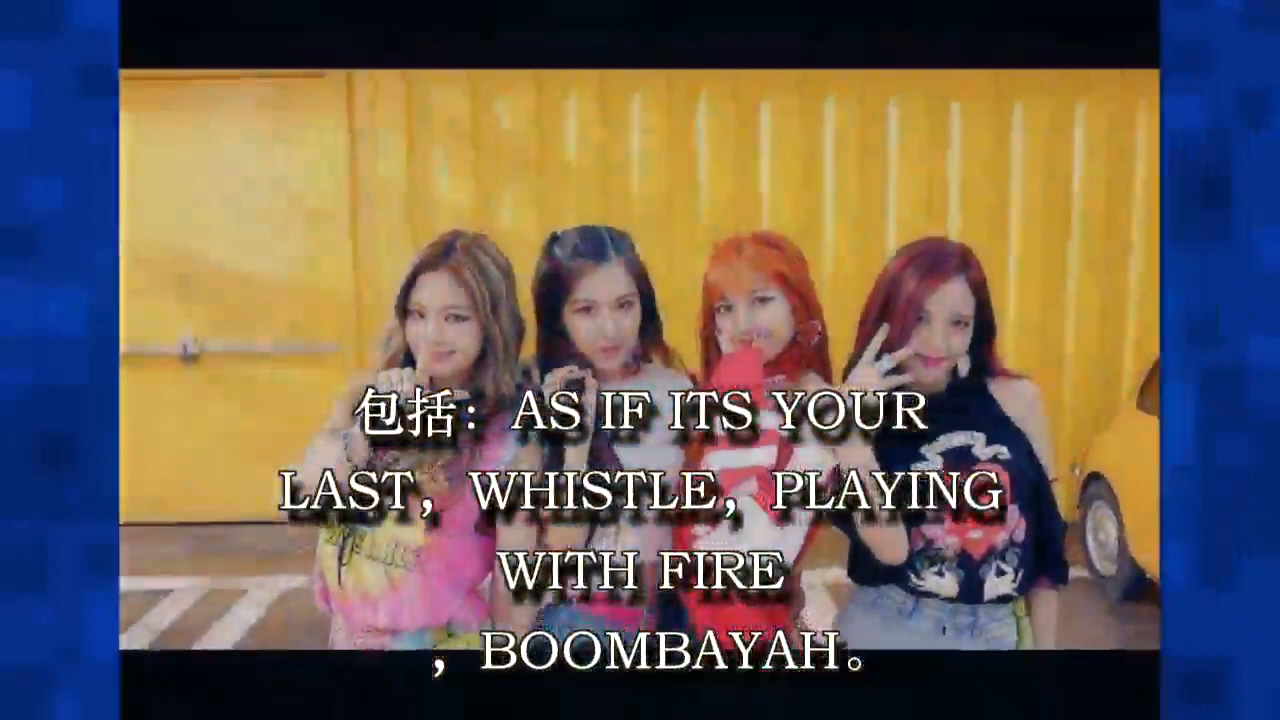 包括：AS IF ITS YOUR
LAST，WHISTLE，PLAYING
WITH FIRE
，BOOMBAYAH。